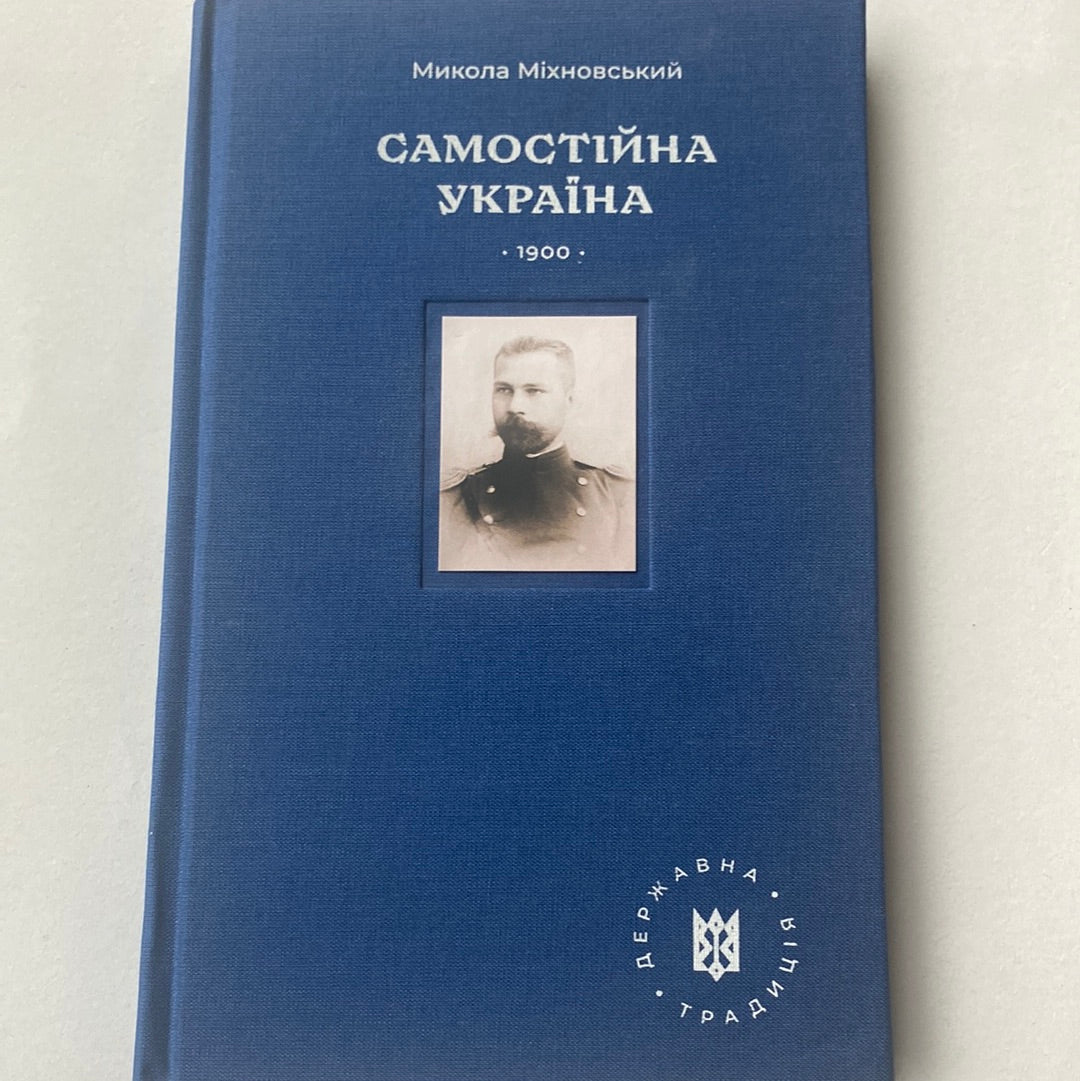 Микола Міхновський
САМОСТІЙНА
УКРАЇНА
• 1900 •
ДЕРЖАВНА • ТРАДИЦІЯ •